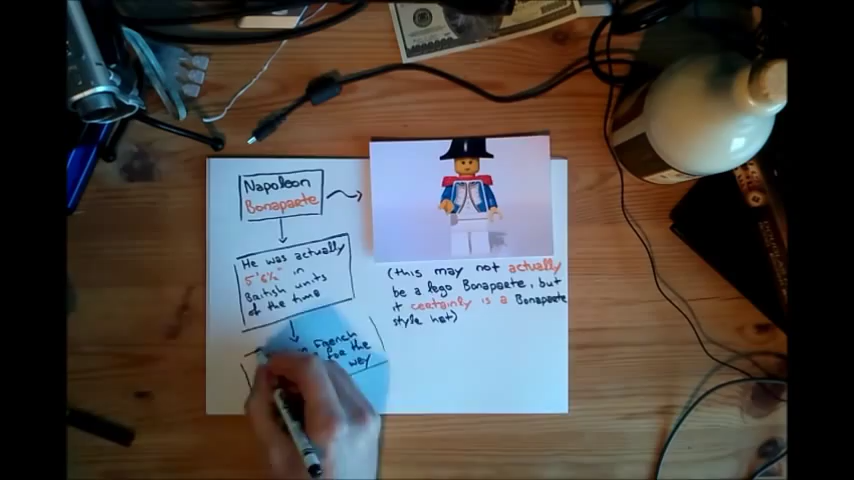 Napoleon
Bonaparte
He was actually
5'6½" in
British units
of the time
French
for the
way
(this may not actually
be a lego Bonaparte, but
it certainly is a Bonaparte
style hat)